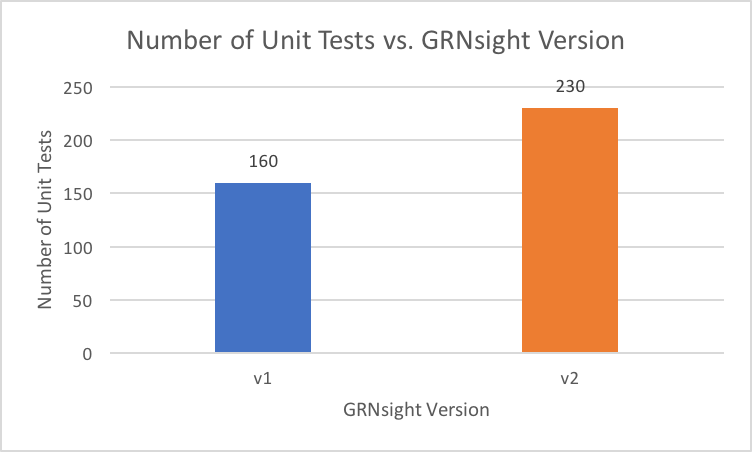 Number of Unit Tests vs. GRNsight Version
Number of Unit Tests
250
200
150
100
50
0
160
230
v1
v2
GRNsight Version